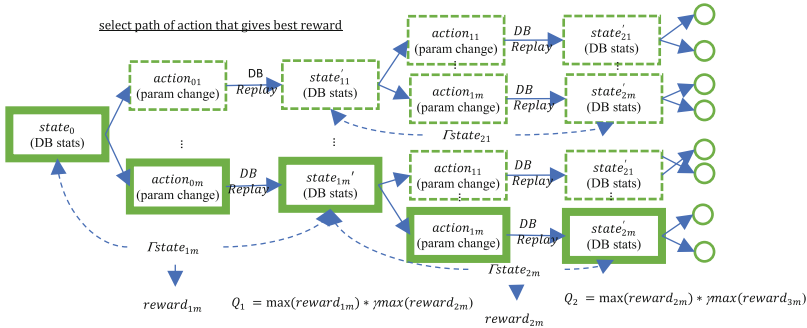 select path of action that gives best reward
action₁₁
(param change)
DB
Replay
state′₂₁
(DB stats)
action₀₁
(param change)
DB
Replay
state′₁₁
(DB stats)
⋮
action₁ₘ
(param change)
DB
Replay
state′₂ₘ
(DB stats)
state₀
(DB stats)
Γstate₂₁
⋮
⋮
action₀ₘ
(param change)
DB
Replay
state₁ₘ′
(DB stats)
action₁₁
(param change)
DB
Replay
state′₂₁
(DB stats)
⋮
action₁ₘ
(param change)
DB
Replay
state′₂ₘ
(DB stats)
Γstate₁ₘ
Γstate₂ₘ
reward₁ₘ
Q₁ = max(reward₁ₘ) ∗ γmax(reward₂ₘ)
Q₂ = max(reward₂ₘ) ∗ γmax(reward₃ₘ)
reward₂ₘ